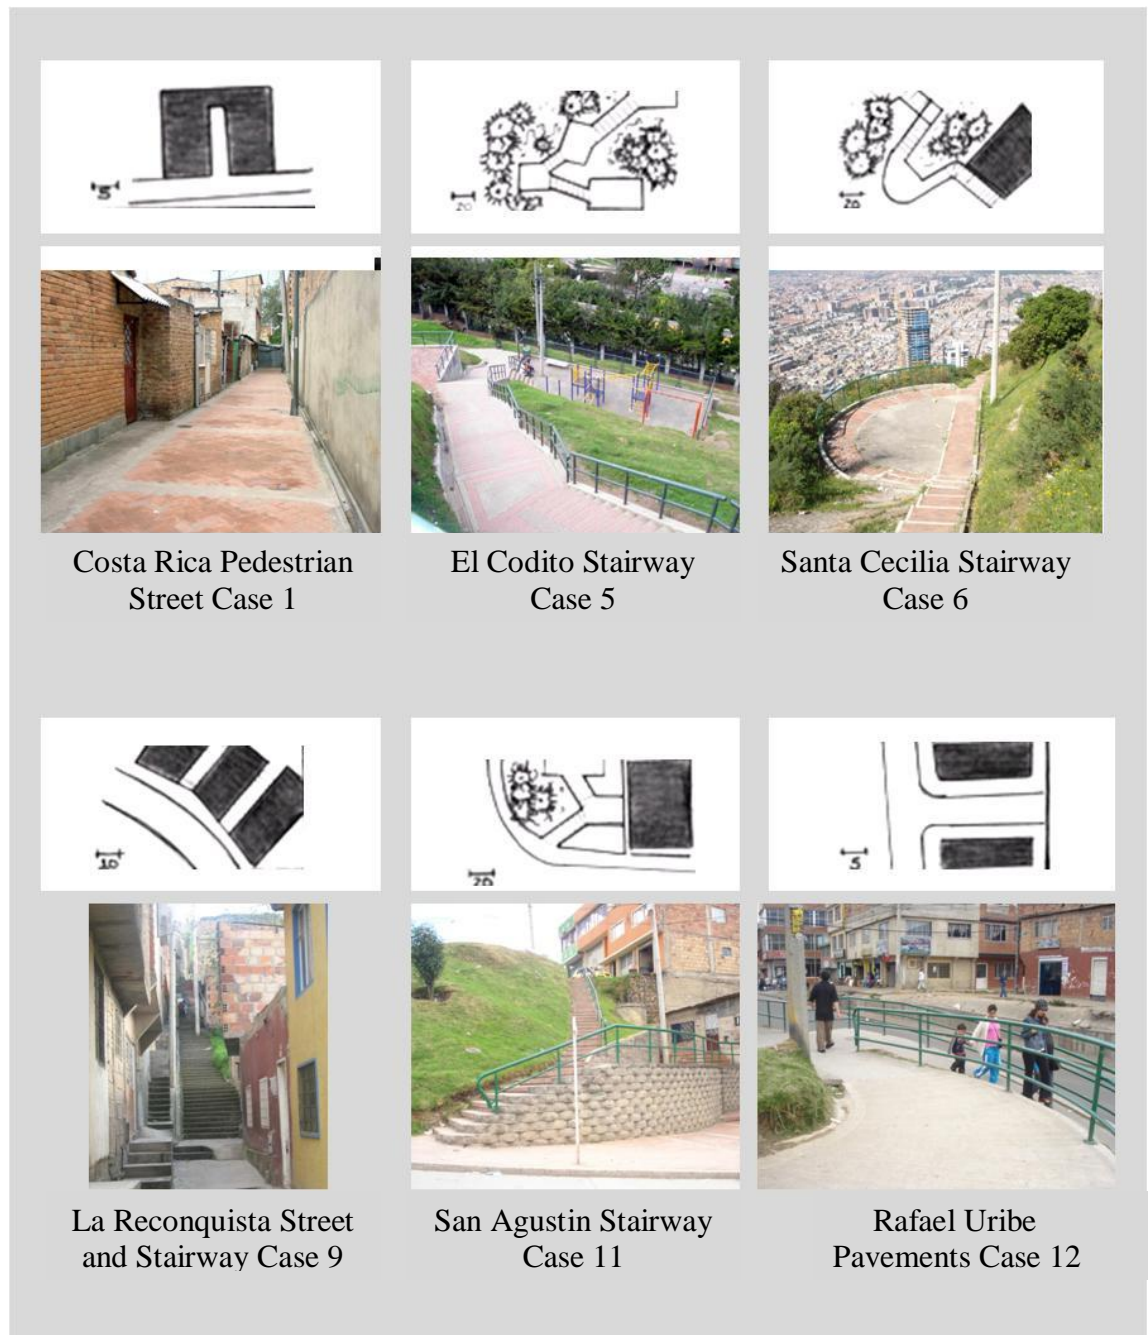 5
20
20
Costa Rica Pedestrian
Street Case 1
El Codito Stairway
Case 5
Santa Cecilia Stairway
Case 6
10
20
5
La Reconquista Street
and Stairway Case 9
San Agustin Stairway
Case 11
Rafael Uribe
Pavements Case 12